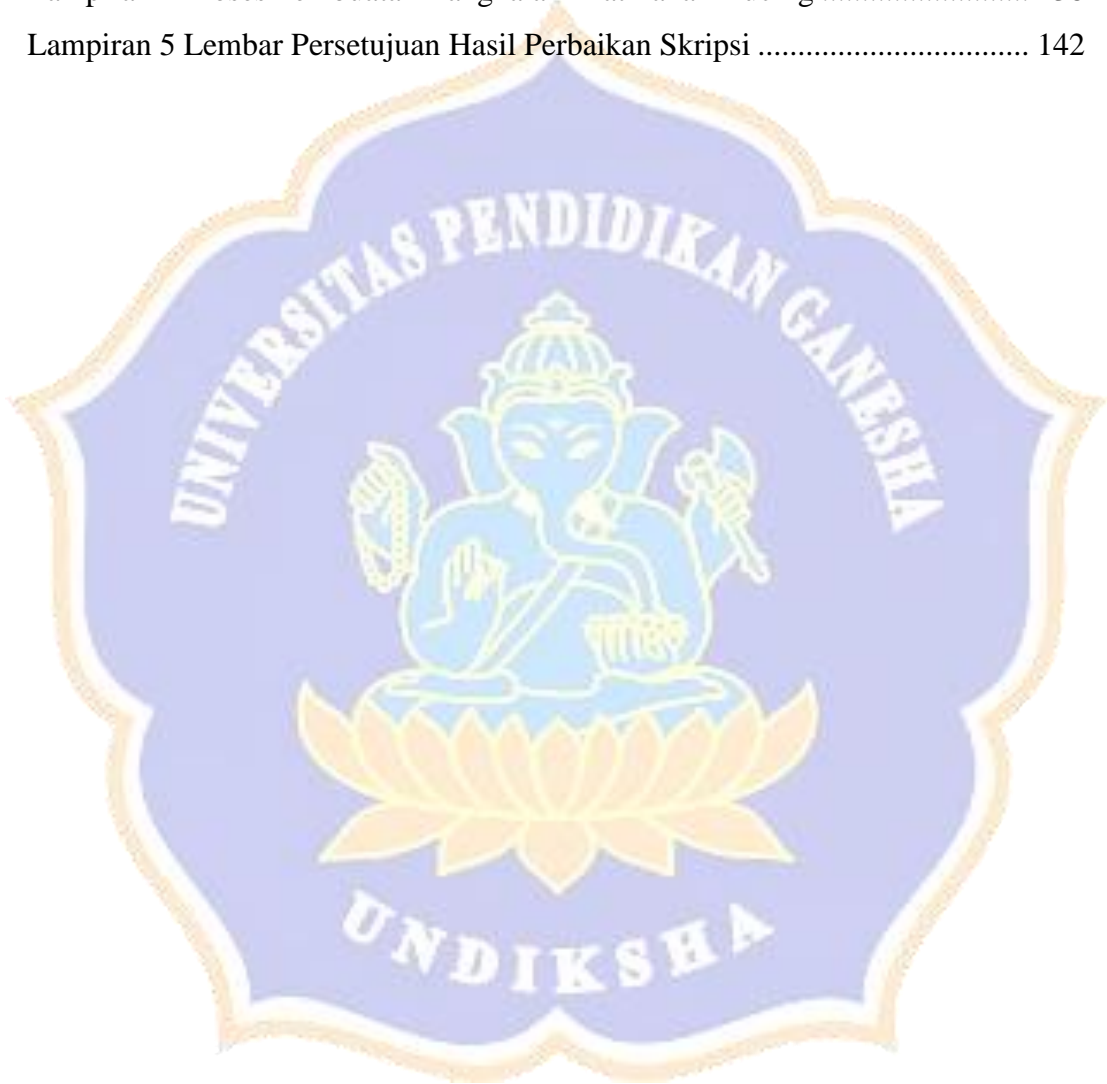 Lampiran 5 Lembar Persetujuan Hasil Perbaikan Skripsi .................................. 142
UNIVERSITAS PENDIDIKAN GANESHA
UNDIKSHA